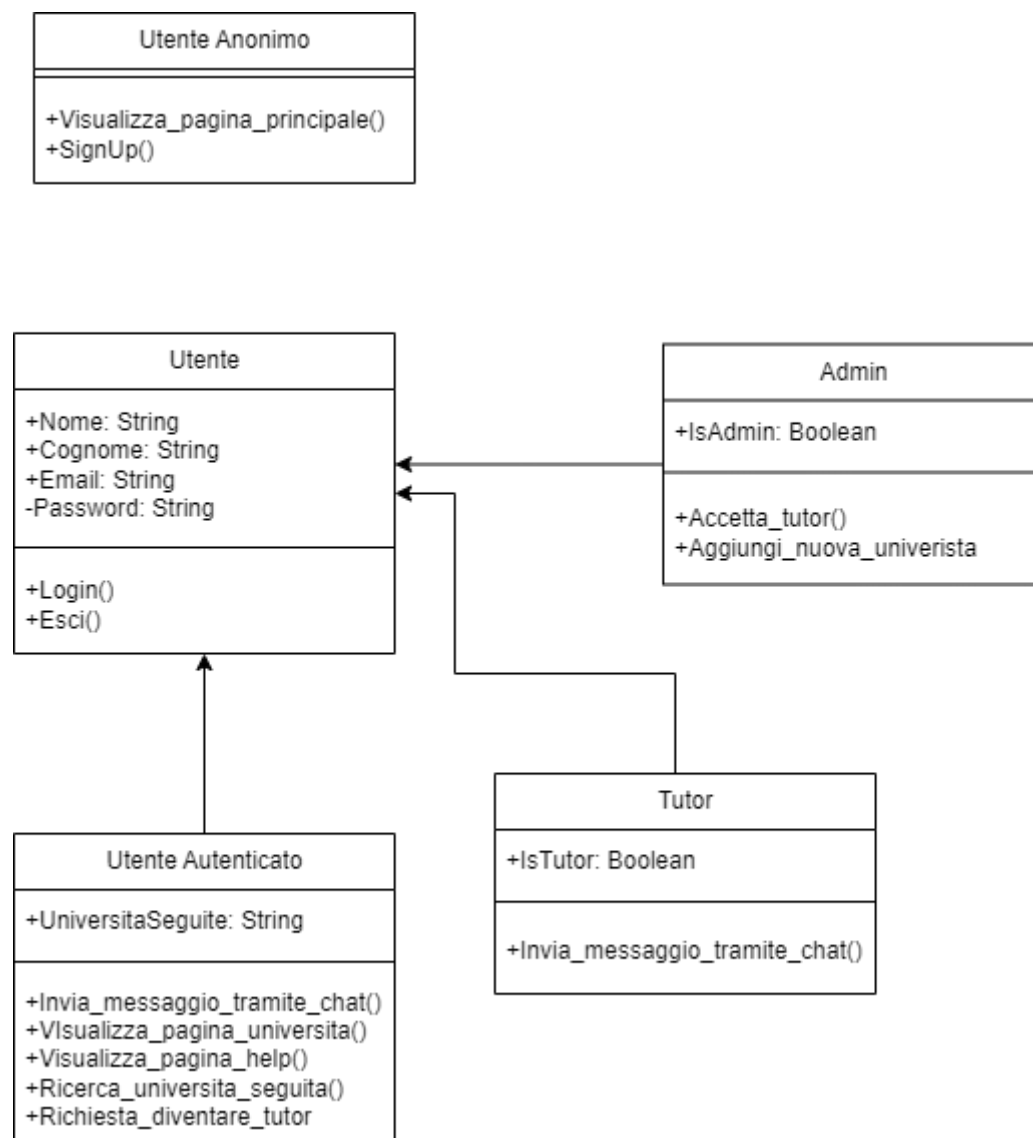 Utente Anonimo
+Visualizza_pagina_principale()
+SignUp()
Utente
+Nome: String
+Cognome: String
+Email: String
-Password: String
+Login()
+Esci()
Admin
+IsAdmin: Boolean
+Accetta_tutor()
+Aggiungi_nuova_univerista
Tutor
+IsTutor: Boolean
+Invia_messaggio_tramite_chat()
Utente Autenticato
+UniversitaSeguite: String
+Invia_messaggio_tramite_chat()
+VIsualizza_pagina_universita()
+Visualizza_pagina_help()
+Ricerca_universita_seguita()
+Richiesta_diventare_tutor